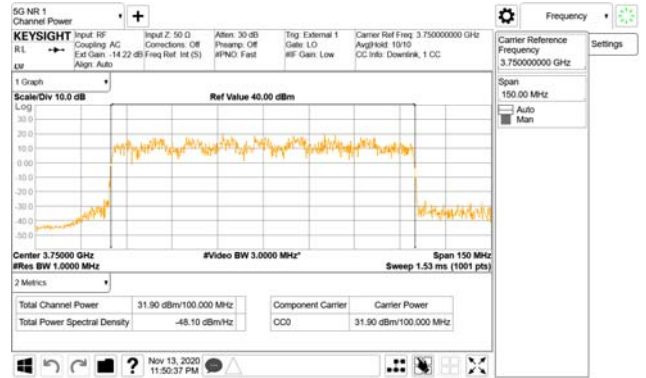 5G NR 1
Channel Power
Frequency
KEYSIGHT
RL
Input: RF
Coupling: AC
Ext Gain: -14.22 dB
Align: Auto
Input Z: 50 Ω
Corrections: Off
Freq Ref: Int (S)
Atten: 30 dB
Preamp: Off
#PNO: Fast
Trig: External 1
Gate: LO
#IF Gain: Low
Carrier Ref Freq: 3.750000000 GHz
Avg|Hold: 10/10
CC Info: Downlink, 1 CC
Carrier Reference
Frequency
3.750000000 GHz
Settings
Span
150.00 MHz
Auto
Man
1 Graph
Scale/Div 10.0 dB
Ref Value 40.00 dBm
Log
30.0
20.0
10.0
0.00
-10.0
-20.0
-30.0
-40.0
-50.0
Center 3.75000 GHz
#Video BW 3.0000 MHz*
Span 150 MHz
#Res BW 1.0000 MHz
Sweep 1.53 ms (1001 pts)
2 Metrics
Total Channel Power 31.90 dBm/100.000 MHz
Total Power Spectral Density -48.10 dBm/Hz
Component Carrier Carrier Power
CC0 31.90 dBm/100.000 MHz
?
Nov 13, 2020
11:50:37 PM